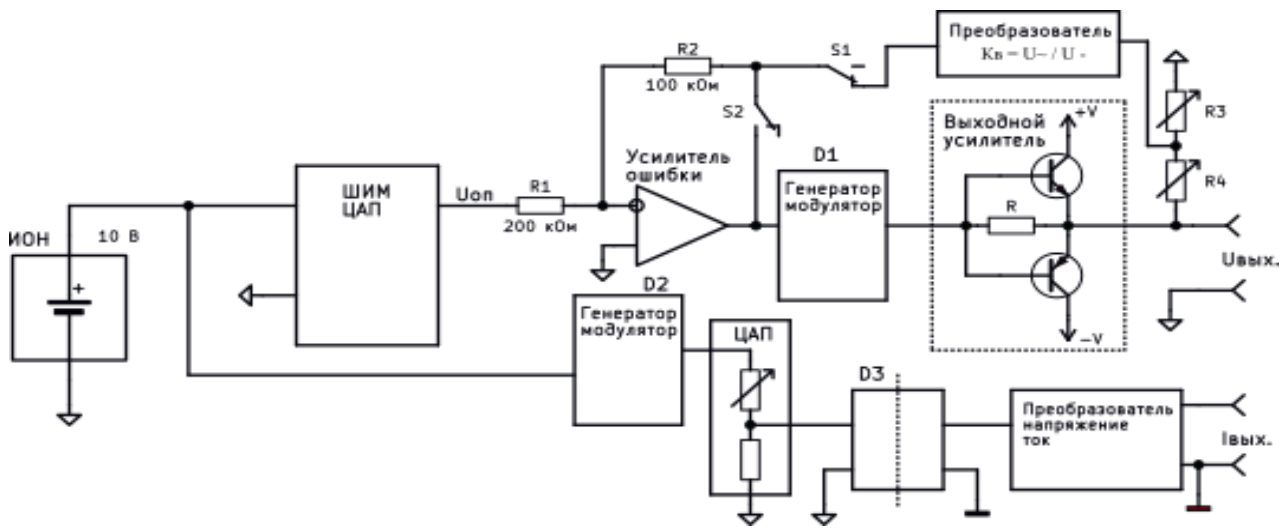 Преобразователь
Кв = U~ / U -
S1
R2
100 кОм
S2
R3
+V
Выходной
усилитель
R4
Усилитель
ошибки
D1
Генератор
модулятор
ШИМ
ЦАП
Uоп
R1
200 кОм
R
ИОН
10 В
+
Uвых.
-V
D2
Генератор
модулятор
ЦАП
D3
Преобразователь
напряжение
ток
Iвых.